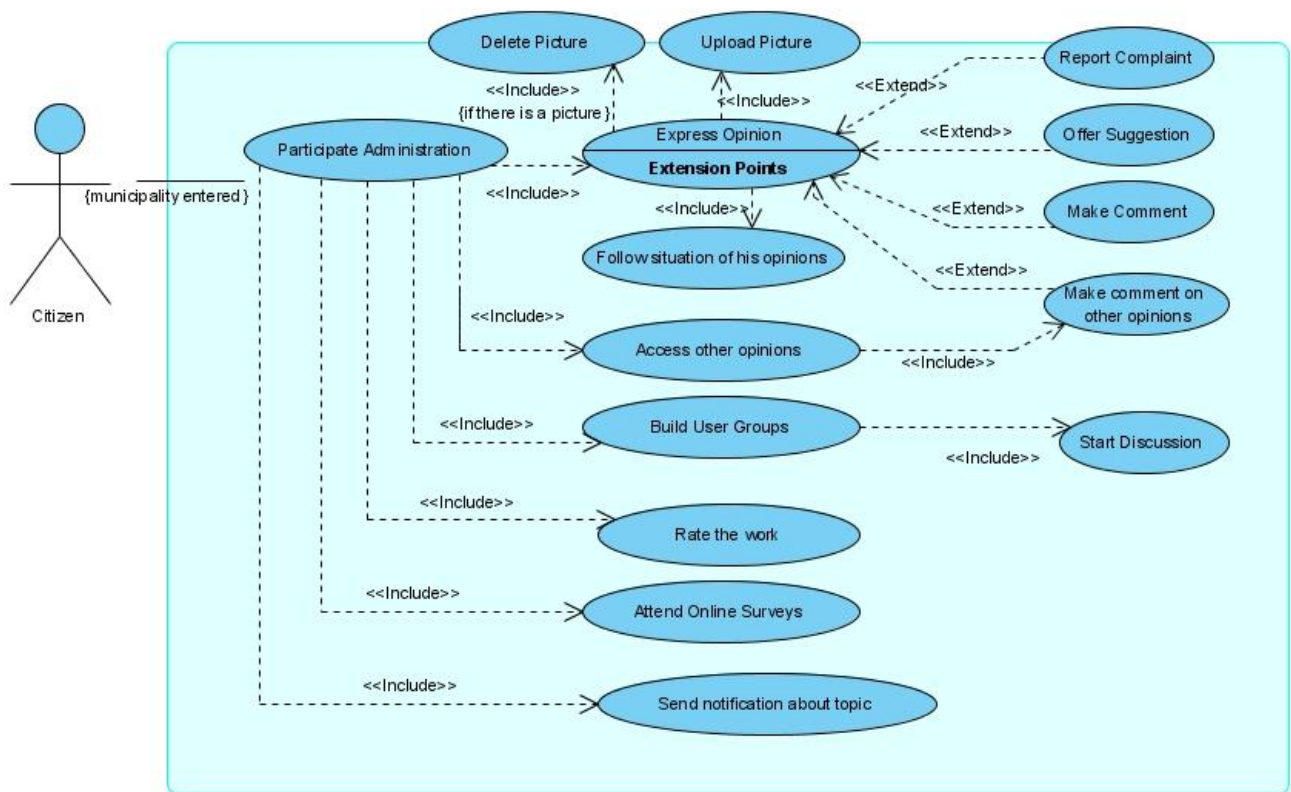 Delete Picture
Upload Picture
Report Complaint
<<Include>>
{if there is a picture}
<<Include>>
<<Extend>>
Express Opinion
Extension Points
<<Extend>>
Offer Suggestion
Participate Administration
<<Include>>
{municipality entered}
<<Include>>
<<Extend>>
Make Comment
Follow situation of his opinions
<<Extend>>
Make comment on
other opinions
Citizen
<<Include>>
Access other opinions
<<Include>>
<<Include>>
Build User Groups
<<Include>>
Start Discussion
<<Include>>
Rate the work
<<Include>>
Attend Online Surveys
<<Include>>
Send notification about topic